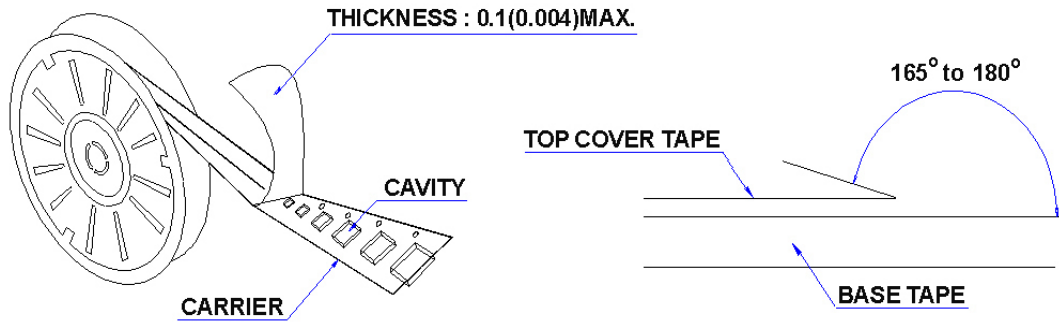 THICKNESS : 0.1(0.004)MAX.
CAVITY
CARRIER
165° to 180°
TOP COVER TAPE
BASE TAPE